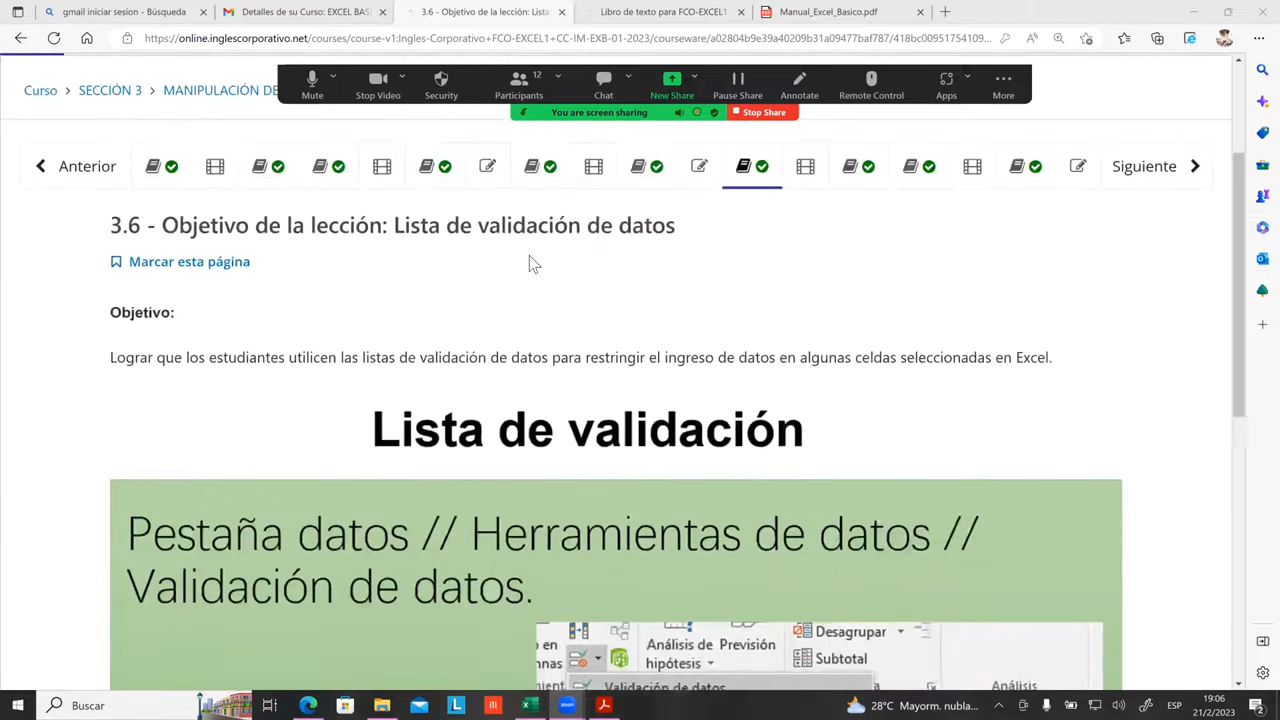 gmail iniciar sesion - Búsqueda
Detalles de su Curso: EXCEL BAS
3.6 - Objetivo de la lección: Lista
Libro de texto para FCO-EXCEL1
Manual_Excel_Basico.pdf
https://online.inglescorporativo.net/courses/course-v1:Ingles-Corporativo+FCO-EXCEL1+CC-IM-EXB-01-2023/courseware/a02804b9e39a40209b31a09477baf787/418bc00951754109...
Curso > SECCIÓN 3 > MANIPULACIÓN DE
Mute
Stop Video
Security
12
Participants
Chat
New Share
Pause Share
Annotate
Remote Control
Apps
More
You are screen sharing
Stop Share
Anterior
Siguiente
3.6 - Objetivo de la lección: Lista de validación de datos
Marcar esta página
Objetivo:
Lograr que los estudiantes utilicen las listas de validación de datos para restringir el ingreso de datos en algunas celdas seleccionadas en Excel.
Lista de validación
Pestaña datos // Herramientas de datos //
Validación de datos.
en
nnas
Análisis de
hipótesis
Previsión
Desagrupar
Subtotal
Validación de datos
Análisis
Buscar
28°C Mayorm. nubla...
ESP
19:06
21/2/2023
2